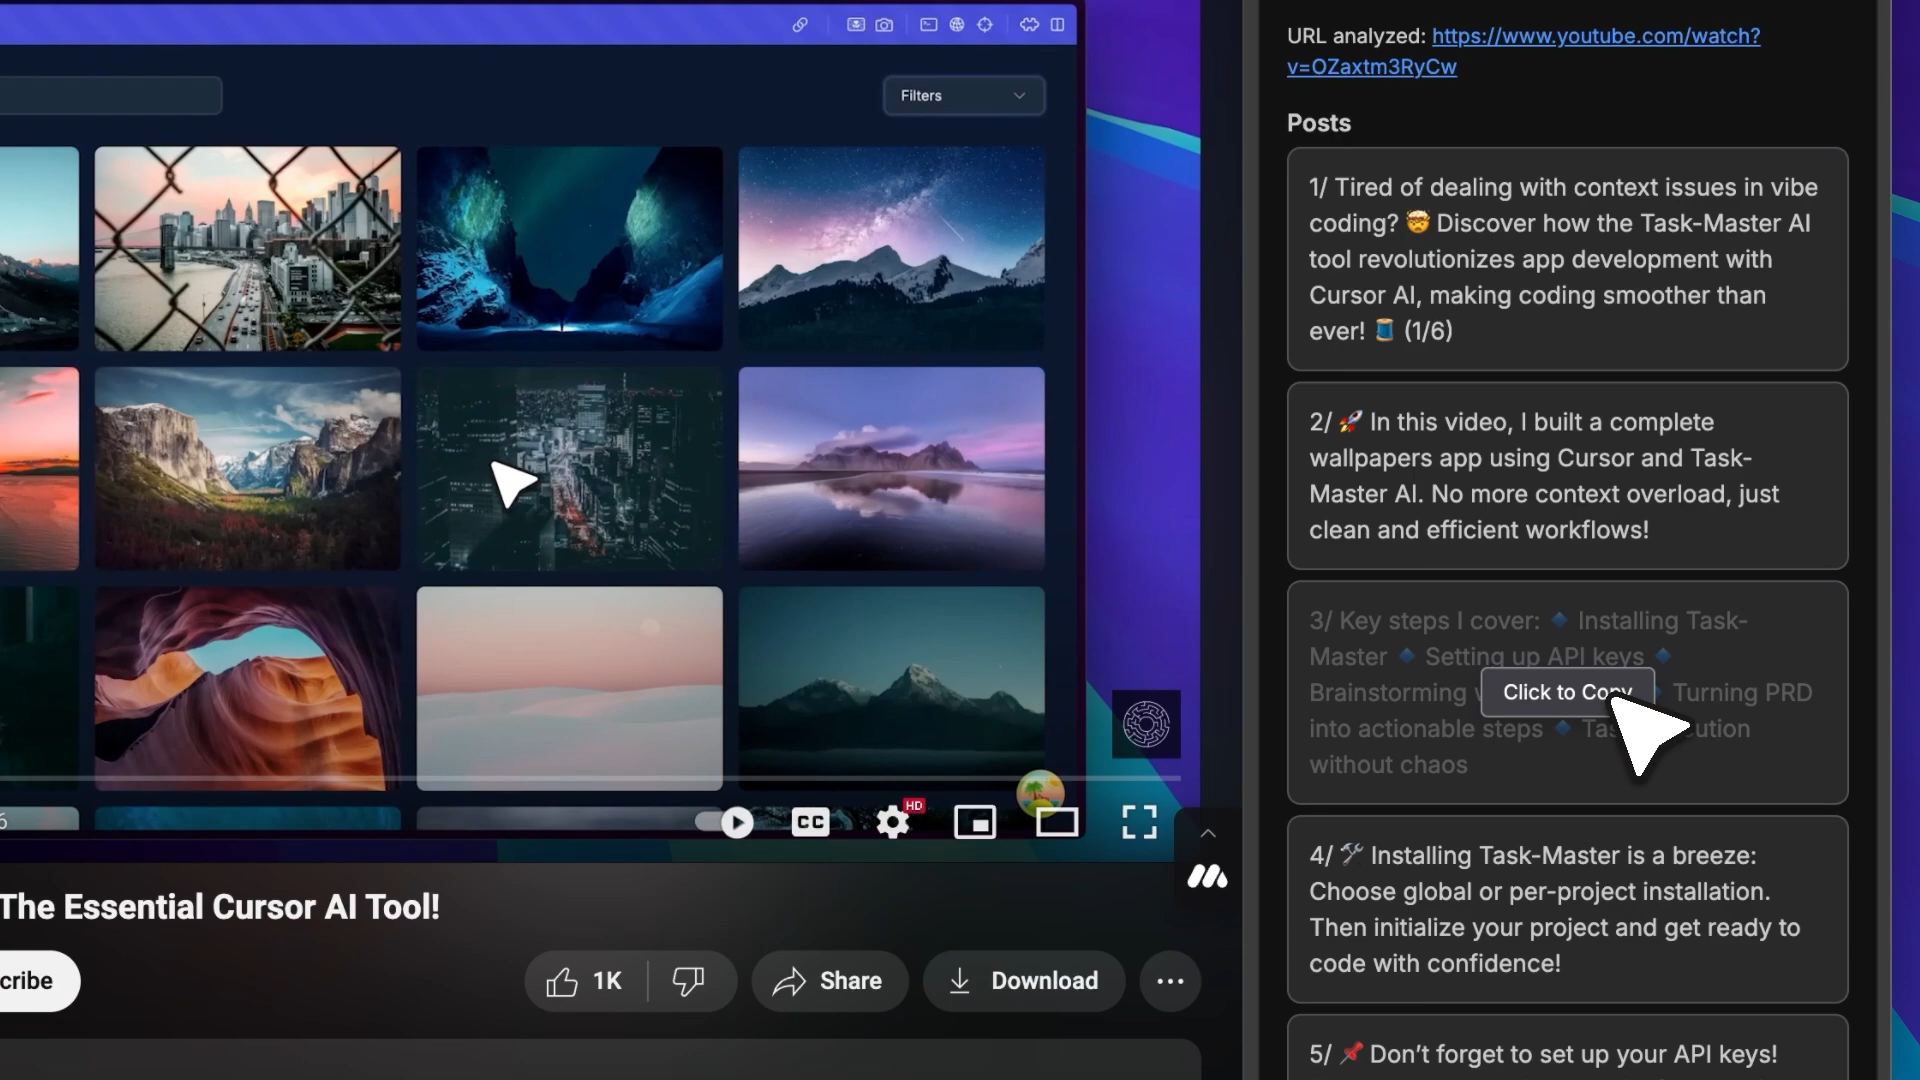 Filters
6
HD
CC
The Essential Cursor AI Tool!
cribe
1K
Share
Download
URL analyzed: https://www.youtube.com/watch?
v=OZaxtm3RyCw
Posts
1/ Tired of dealing with context issues in vibe
coding? 🤯 Discover how the Task-Master AI
tool revolutionizes app development with
Cursor AI, making coding smoother than
ever! 🧵 (1/6)
2/ 🚀 In this video, I built a complete
wallpapers app using Cursor and Task-
Master AI. No more context overload, just
clean and efficient workflows!
3/ Key steps I cover: 🔹 Installing Task-
Master 🔹 Setting up API keys 🔹
Brainstorming Turning PRD
Click to Copy
into actionable steps 🔹
without chaos
4/ 🛠 Installing Task-Master is a breeze:
Choose global or per-project installation.
Then initialize your project and get ready to
code with confidence!
5/ 📌 Don’t forget to set up your API keys!